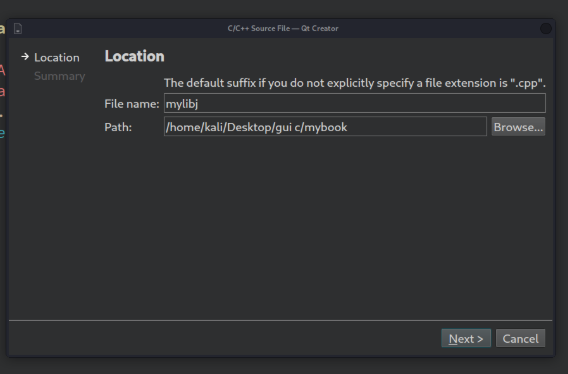 C/C++ Source File — Qt Creator
→ Location
Summary
Location
The default suffix if you do not explicitly specify a file extension is ".cpp".
File name: mylibj
Path: /home/kali/Desktop/gui c/mybook Browse...
Next > Cancel